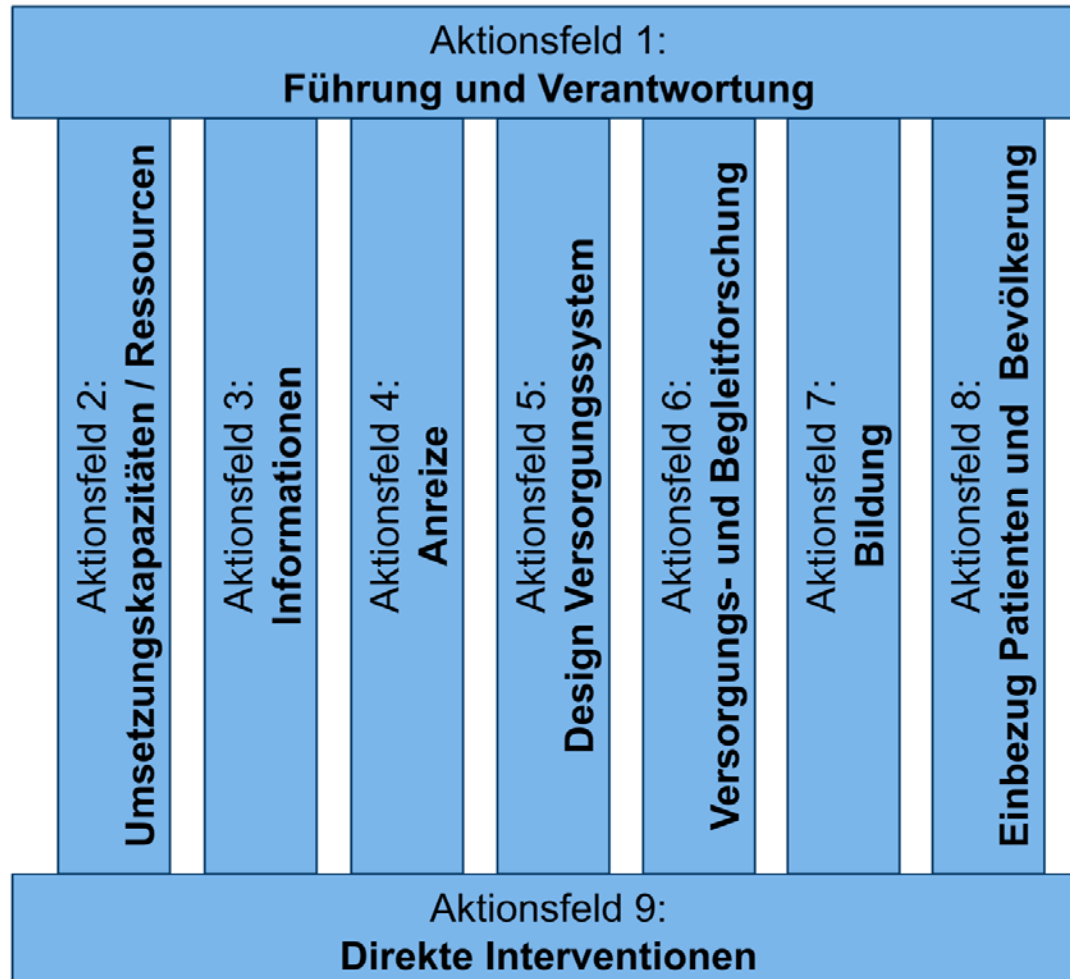 Aktionsfeld 1:
Führung und Verantwortung
Aktionsfeld 2:
Umsetzungskapazitäten / Ressourcen
Aktionsfeld 3:
Informationen
Aktionsfeld 4:
Anreize
Aktionsfeld 5:
Design Versorgungssystem
Aktionsfeld 6:
Versorgungs- und Begleitforschung
Aktionsfeld 7:
Bildung
Aktionsfeld 8:
Einbezug Patienten und Bevölkerung
Aktionsfeld 9:
Direkte Interventionen